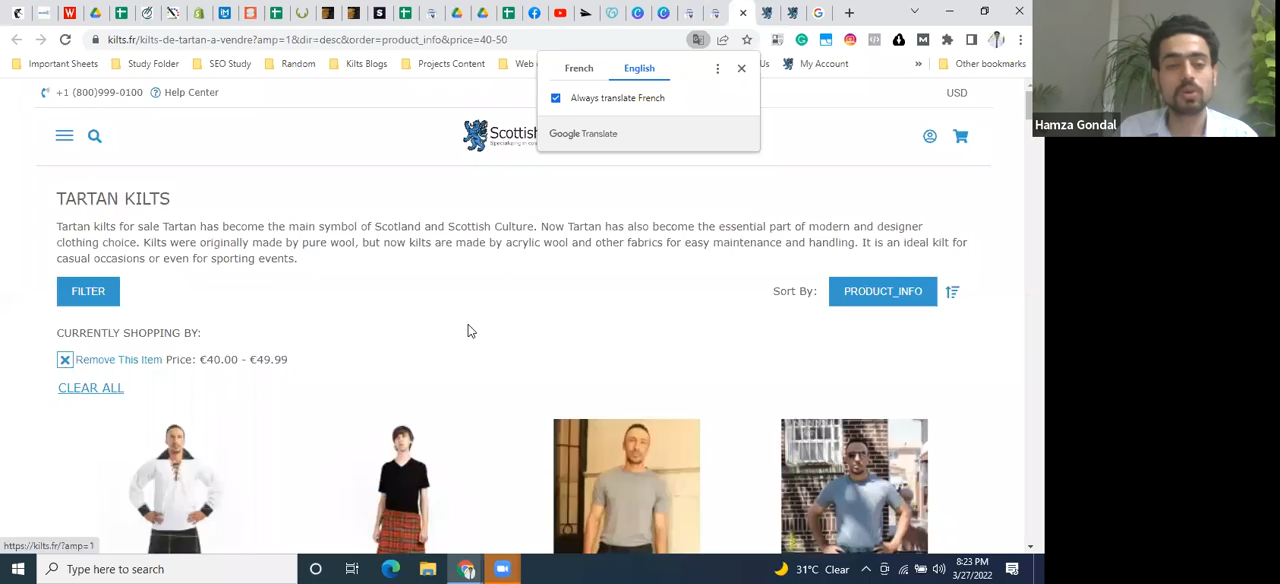 kilts.fr/kilts-de-tartan-a-vendre?amp=1&dir=desc&order=product_info&price=40-50
Important Sheets
Study Folder
SEO Study
Random
Kilts Blogs
Projects Content
Web
Us
My Account
»
Other bookmarks
French
English
Always translate French
Google Translate
+1 (800)999-0100
Help Center
USD
Scottish
TARTAN KILTS
Tartan kilts for sale Tartan has become the main symbol of Scotland and Scottish Culture. Now Tartan has also become the essential part of modern and designer
clothing choice. Kilts were originally made by pure wool, but now kilts are made by acrylic wool and other fabrics for easy maintenance and handling. It is an ideal kilt for
casual occasions or even for sporting events.
FILTER
Sort By:
PRODUCT_INFO
CURRENTLY SHOPPING BY:
Remove This Item Price: €40.00 - €49.99
CLEAR ALL
https://kilts.fr/?amp=1
Type here to search
31°C Clear
8:23 PM
3/27/2022
Hamza Gondal